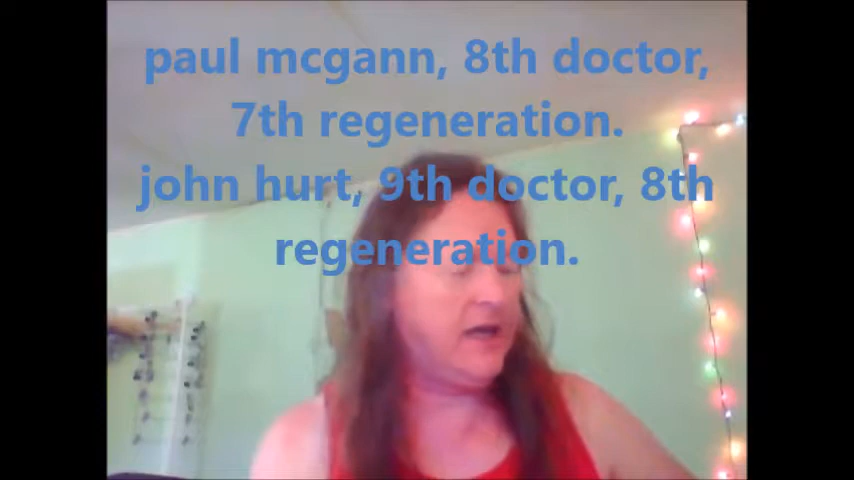 paul mcgann, 8th doctor,
7th regeneration.
john hurt, 9th doctor, 8th
regeneration.